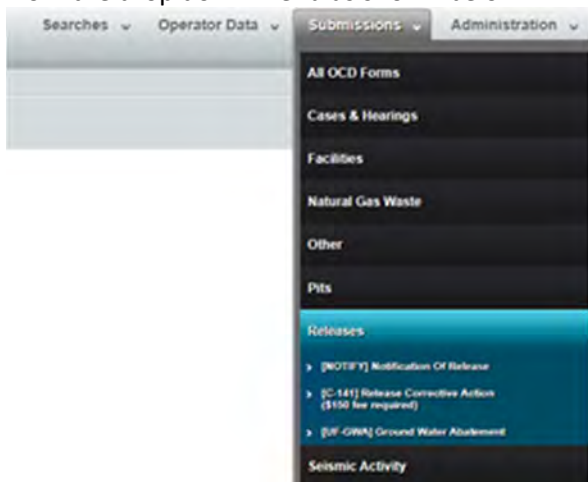 Searches Operator Data Submissions Administration
All OCD Forms
Cases & Hearings
Facilities
Natural Gas Waste
Other
Pits
Releases
[NOTIFY] Notification Of Release
[C-141] Release Corrective Action
($150 fee required)
[UF-GWA] Ground Water Abatement
Seismic Activity